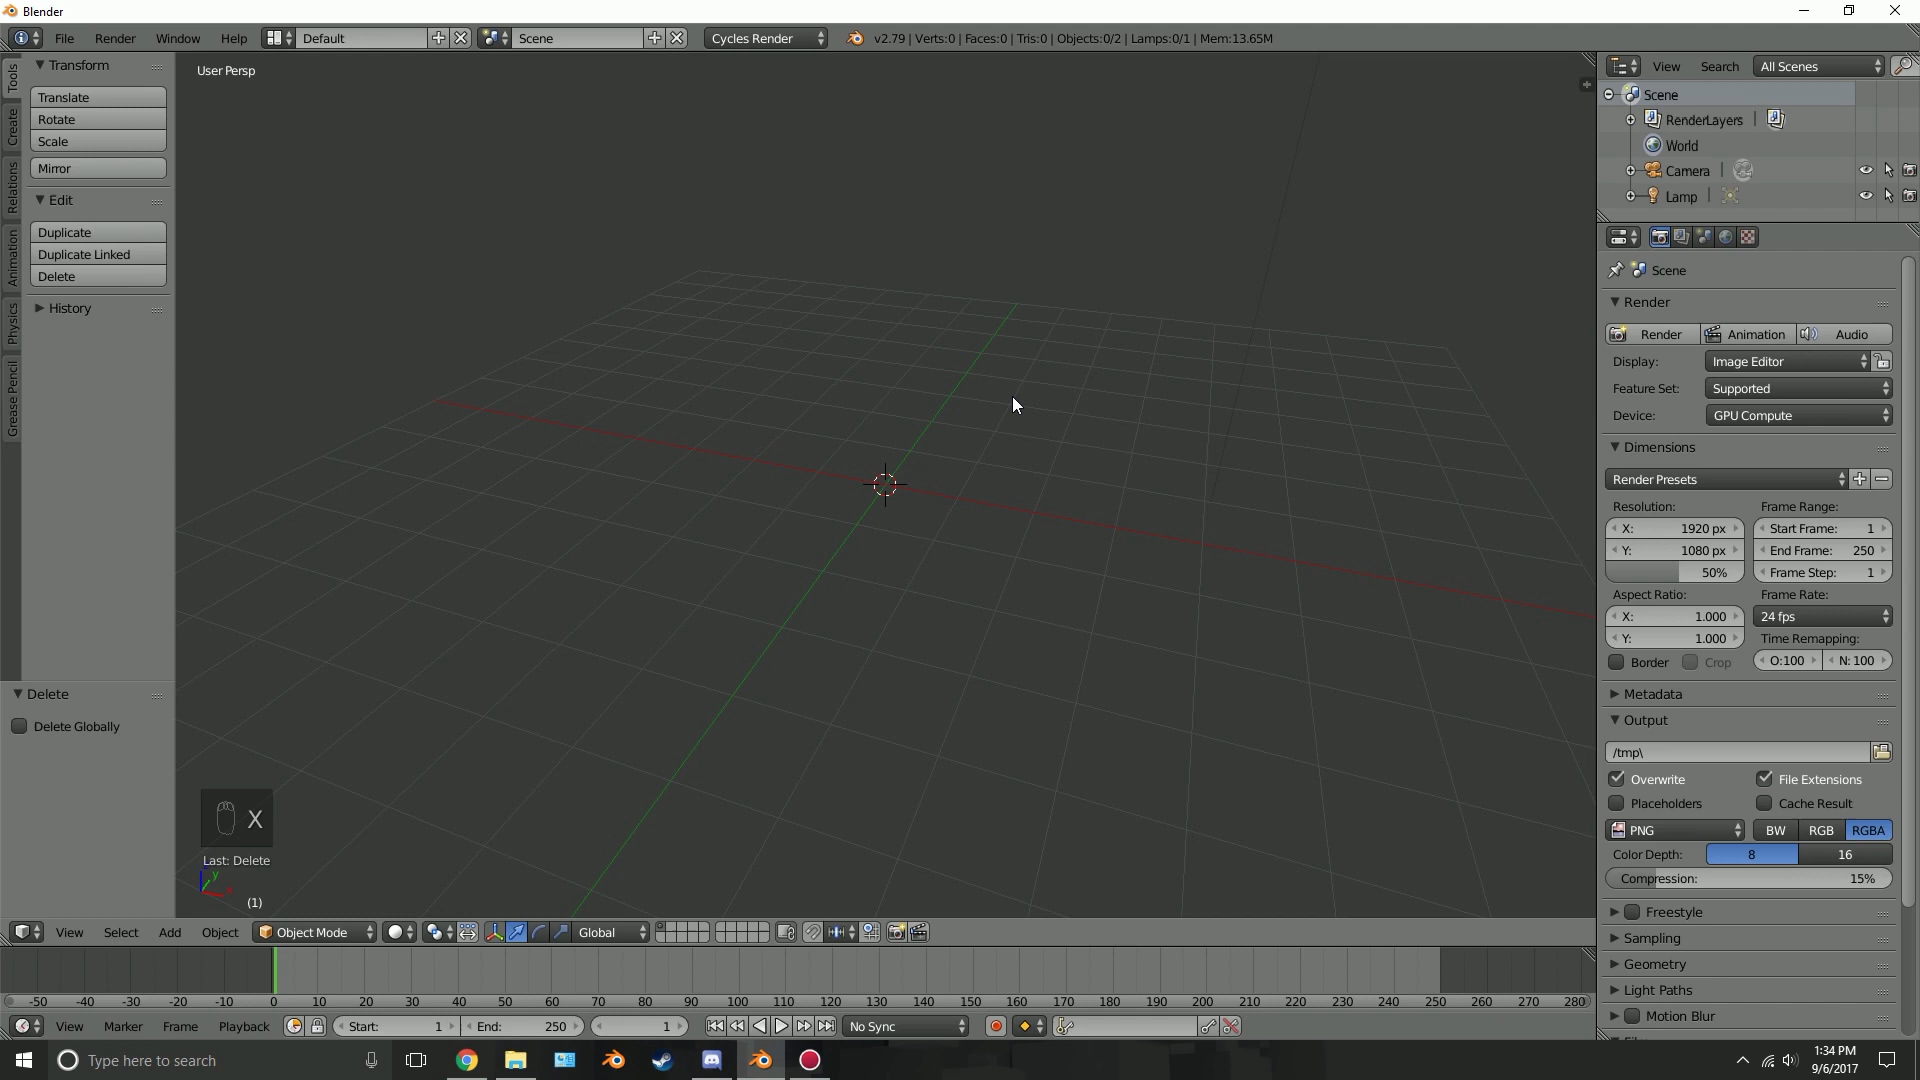 Blender
File Render Window Help Default Scene Cycles Render v2.79 | Verts:0 | Faces:0 | Tris:0 | Objects:0/2 | Lamps:0/1 | Mem:13.65M
Tools
Create
Relations
Animation
Physics
Grease Pencil
Transform
Translate
Rotate
Scale
Mirror
Edit
Duplicate
Duplicate Linked
Delete
History
Delete
Delete Globally
User Persp
X
Last: Delete
y
x
(1)
View Search All Scenes
Scene
RenderLayers |
World
Camera |
Lamp |
Scene
Render
Render Animation Audio
Display: Image Editor
Feature Set: Supported
Device: GPU Compute
Dimensions
Render Presets
Resolution: Frame Range:
X: 1920 px Start Frame: 1
Y: 1080 px End Frame: 250
50% Frame Step: 1
Aspect Ratio: Frame Rate:
X: 1.000 24 fps
Y: 1.000 Time Remapping:
Border Crop O:100 N: 100
Metadata
Output
/tmp\
Overwrite File Extensions
Placeholders Cache Result
PNG BW RGB RGBA
Color Depth: 8 16
Compression: 15%
Freestyle
Sampling
Geometry
Light Paths
Motion Blur
View Select Add Object Object Mode Global
-50 -40 -30 -20 -10 0 10 20 30 40 50 60 70 80 90 100 110 120 130 140 150 160 170 180 190 200 210 220 230 240 250 260 270 280
View Marker Frame Playback Start: 1 End: 250 1 No Sync
Type here to search
1:34 PM
9/6/2017